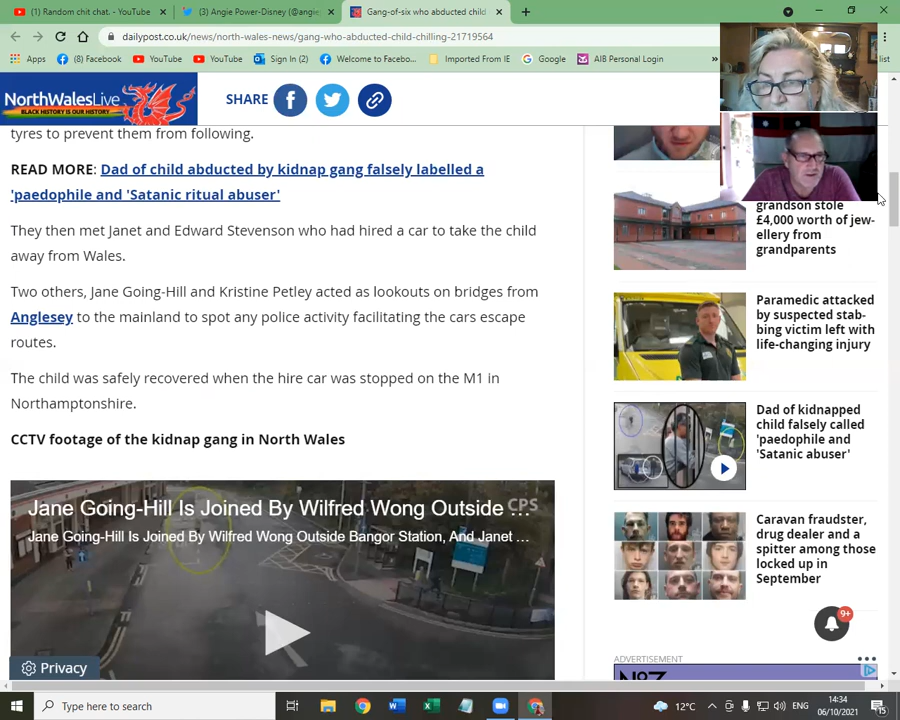 (1) Random chit chat. - YouTube
(3) Angie Power-Disney (@angie
Gang-of-six who abducted child
dailypost.co.uk/news/north-wales-news/gang-who-abducted-child-chilling-21719564
Apps
(8) Facebook
YouTube
YouTube
Sign In (2)
Welcome to Facebo...
Imported From IE
Google
AIB Personal Login
»
list
NorthWalesLive
BLACK HISTORY IS OUR HISTORY
SHARE
tyres to prevent them from following.
READ MORE: Dad of child abducted by kidnap gang falsely labelled a
'paedophile and 'Satanic ritual abuser'
They then met Janet and Edward Stevenson who had hired a car to take the child
away from Wales.
Two others, Jane Going-Hill and Kristine Petley acted as lookouts on bridges from
Anglesey to the mainland to spot any police activity facilitating the cars escape
routes.
The child was safely recovered when the hire car was stopped on the M1 in
Northamptonshire.
CCTV footage of the kidnap gang in North Wales
Jane Going-Hill Is Joined By Wilfred Wong Outside ...
CPS
Jane Going-Hill Is Joined By Wilfred Wong Outside Bangor Station, And Janet ...
Privacy
grandson stole
£4,000 worth of jew-
ellery from
grandparents
Paramedic attacked
by suspected stab-
bing victim left with
life-changing injury
Dad of kidnapped
child falsely called
'paedophile and
'Satanic abuser'
Caravan fraudster,
drug dealer and a
spitter among those
locked up in
September
9+
ADVERTISEMENT
Nº7
Type here to search
12°C
ENG
14:34
06/10/2021
15